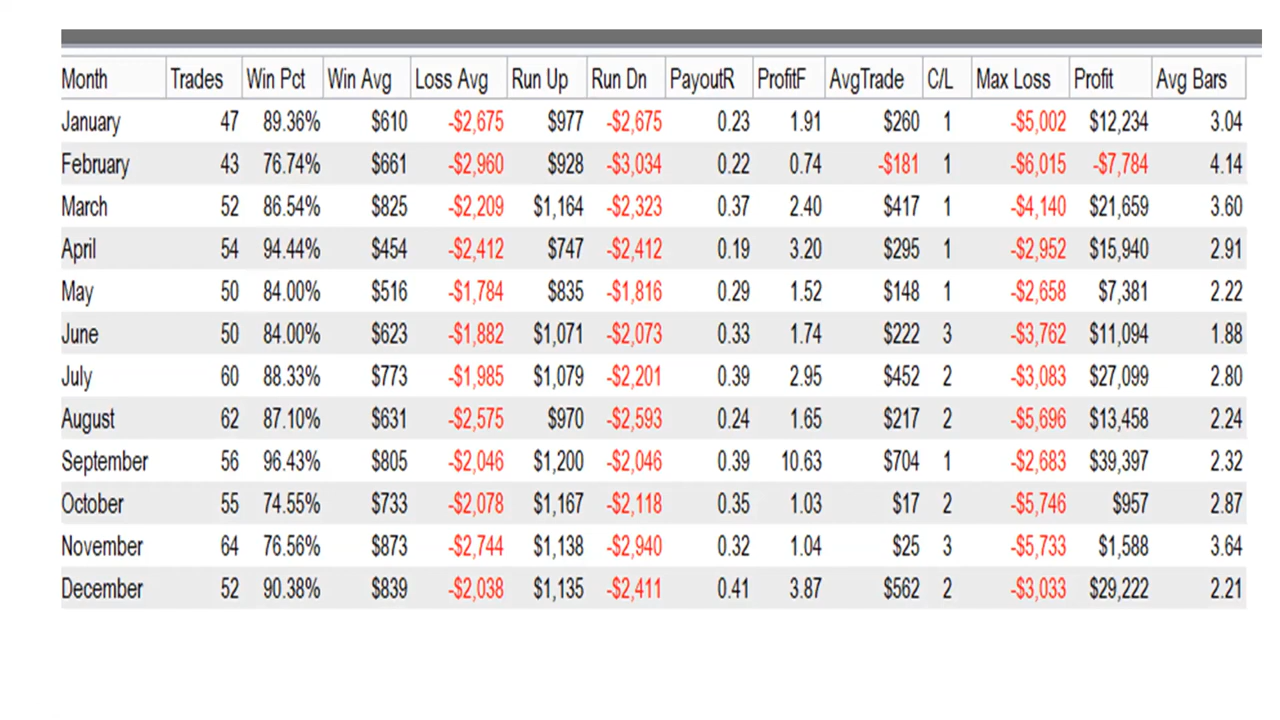 Month Trades Win Pct Win Avg Loss Avg Run Up Run Dn PayoutR ProfitF AvgTrade C/L Max Loss Profit Avg Bars
January 47 89.36% $610 -$2,675 $977 -$2,675 0.23 1.91 $260 1 -$5,002 $12,234 3.04
February 43 76.74% $661 -$2,960 $928 -$3,034 0.22 0.74 -$181 1 -$6,015 -$7,784 4.14
March 52 86.54% $825 -$2,209 $1,164 -$2,323 0.37 2.40 $417 1 -$4,140 $21,659 3.60
April 54 94.44% $454 -$2,412 $747 -$2,412 0.19 3.20 $295 1 -$2,952 $15,940 2.91
May 50 84.00% $516 -$1,784 $835 -$1,816 0.29 1.52 $148 1 -$2,658 $7,381 2.22
June 50 84.00% $623 -$1,882 $1,071 -$2,073 0.33 1.74 $222 3 -$3,762 $11,094 1.88
July 60 88.33% $773 -$1,985 $1,079 -$2,201 0.39 2.95 $452 2 -$3,083 $27,099 2.80
August 62 87.10% $631 -$2,575 $970 -$2,593 0.24 1.65 $217 2 -$5,696 $13,458 2.24
September 56 96.43% $805 -$2,046 $1,200 -$2,046 0.39 10.63 $704 1 -$2,683 $39,397 2.32
October 55 74.55% $733 -$2,078 $1,167 -$2,118 0.35 1.03 $17 2 -$5,746 $957 2.87
November 64 76.56% $873 -$2,744 $1,138 -$2,940 0.32 1.04 $25 3 -$5,733 $1,588 3.64
December 52 90.38% $839 -$2,038 $1,135 -$2,411 0.41 3.87 $562 2 -$3,033 $29,222 2.21